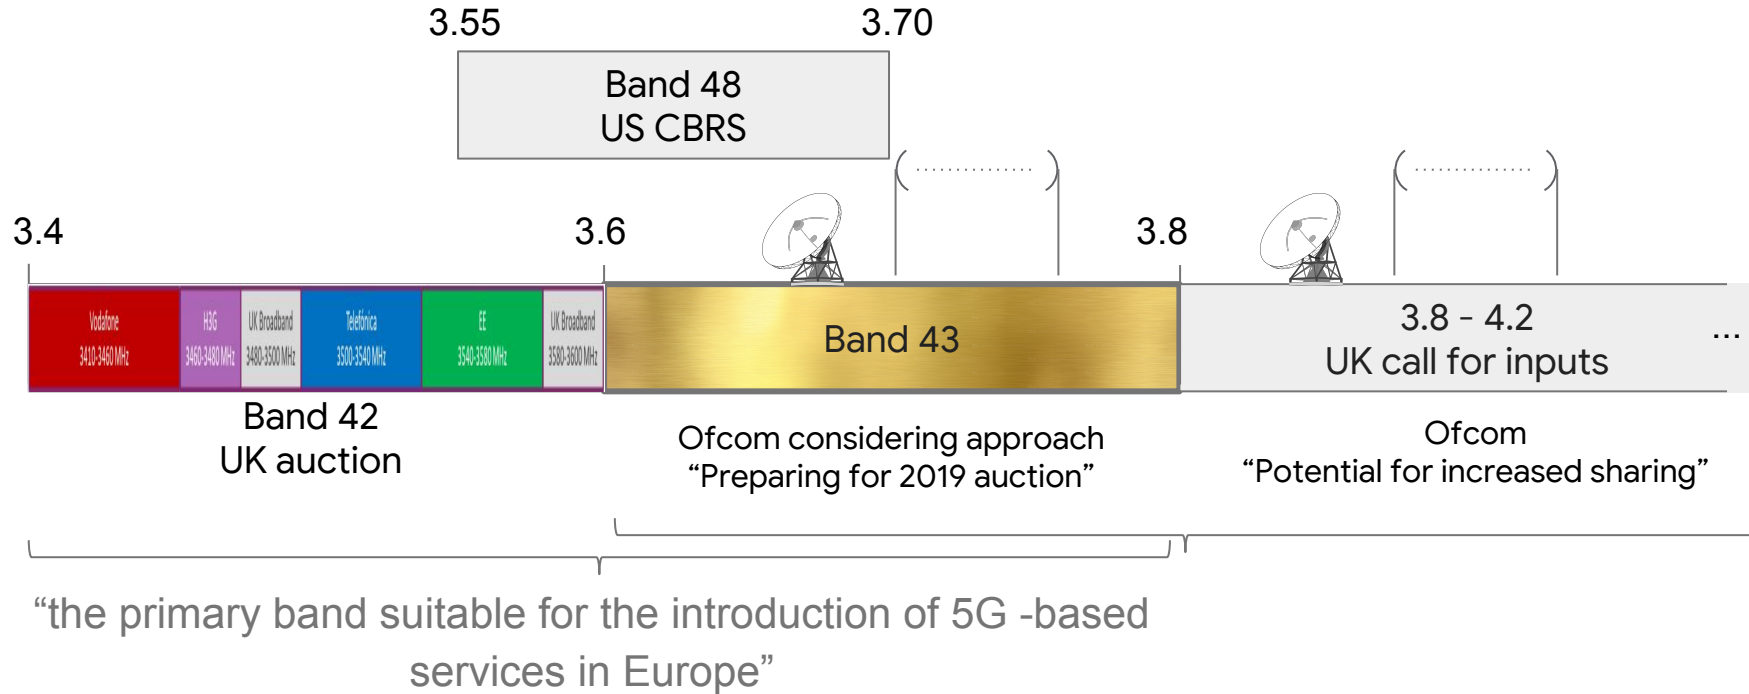 3.55 3.70
Band 48
US CBRS
3.4 3.6 3.8
Vodafone
3410-3460 MHz
H3G
3460-3480 MHz
UK Broadband
3480-3500 MHz
Telefónica
3500-3540 MHz
EE
3540-3580 MHz
UK Broadband
3580-3600 MHz
Band 43
3.8 - 4.2
UK call for inputs
...
Band 42
UK auction
Ofcom considering approach
“Preparing for 2019 auction”
Ofcom
“Potential for increased sharing”
“the primary band suitable for the introduction of 5G -based
services in Europe”